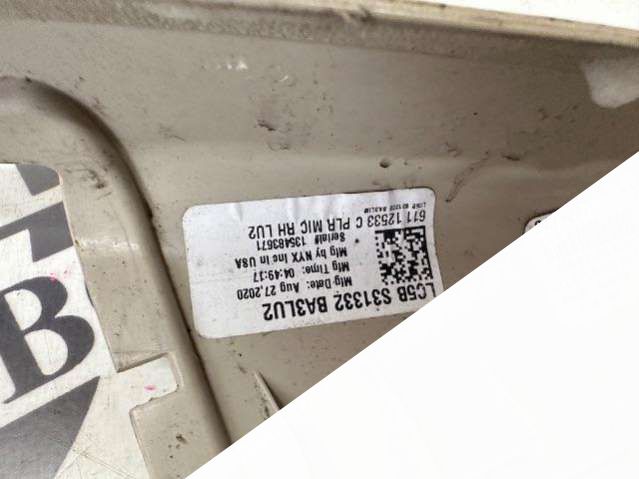 LC5B S31332 BA3LU2
Mfg Date: Aug 27,2020
Mfg Time: 04:49:17
Mfg by NYX Inc in USA
Serial# 135483671
611 12533 C PLR MIC RH LU2
B